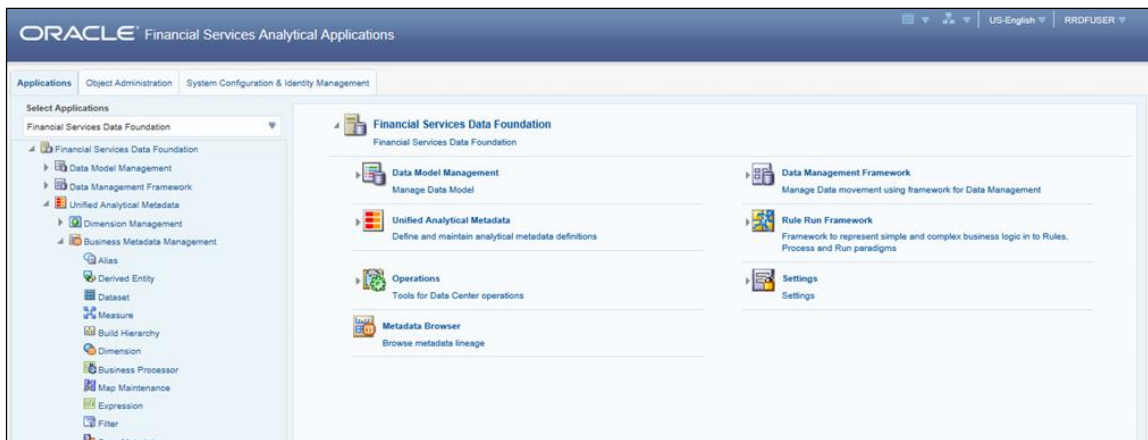 ORACLE® Financial Services Analytical Applications
US-English
RRDFUSER
Applications
Object Administration
System Configuration & Identity Management
Select Applications
Financial Services Data Foundation
Financial Services Data Foundation
Data Model Management
Data Management Framework
Unified Analytical Metadata
Dimension Management
Business Metadata Management
Alias
Derived Entity
Dataset
Measure
Build Hierarchy
Dimension
Business Processor
Map Maintenance
Expression
Filter
Financial Services Data Foundation
Financial Services Data Foundation
Data Model Management
Manage Data Model
Data Management Framework
Manage Data movement using framework for Data Management
Unified Analytical Metadata
Define and maintain analytical metadata definitions
Rule Run Framework
Framework to represent simple and complex business logic in to Rules,
Process and Run paradigms
Operations
Tools for Data Center operations
Settings
Settings
Metadata Browser
Browse metadata lineage